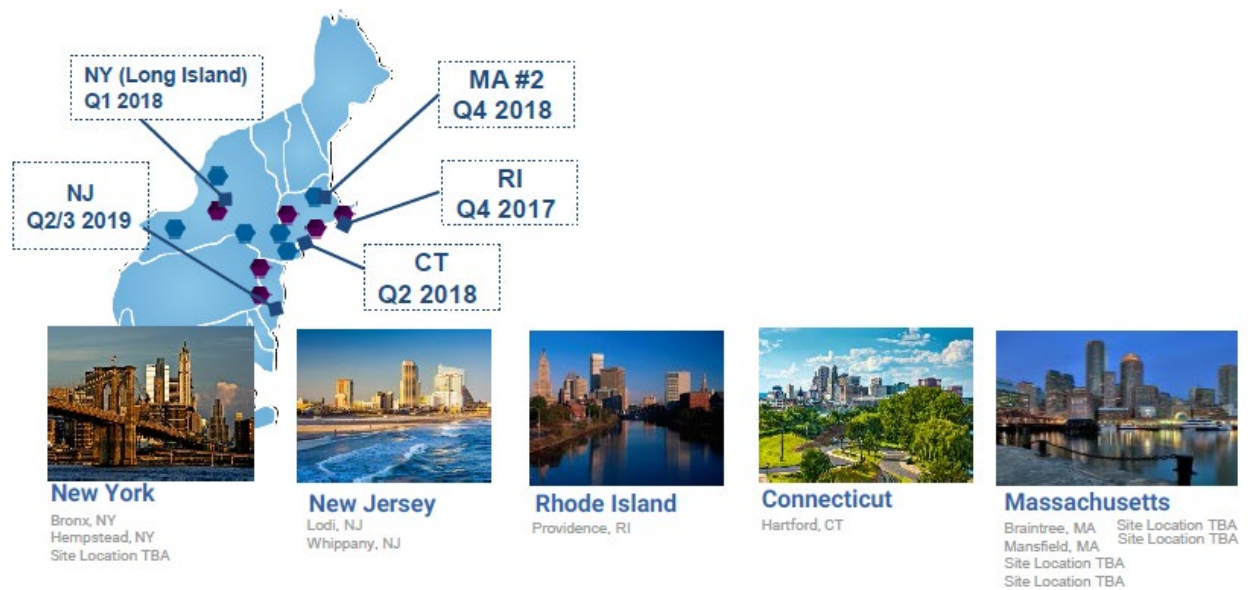 NY (Long Island)
Q1 2018
MA #2
Q4 2018
NJ
Q2/3 2019
RI
Q4 2017
CT
Q2 2018
New York
Bronx, NY
Hempstead, NY
Site Location TBA
New Jersey
Lodi, NJ
Whippany, NJ
Rhode Island
Providence, RI
Connecticut
Hartford, CT
Massachusetts
Braintree, MA
Mansfield, MA
Site Location TBA
Site Location TBA
Site Location TBA
Site Location TBA